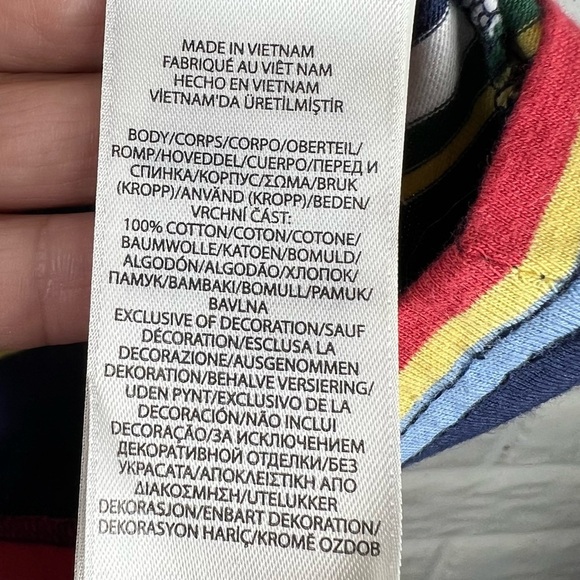 MADE IN VIETNAM
FABRIQUÉ AU VIÊT NAM
HECHO EN VIETNAM
VİETNAM'DA ÜRETİLMİŞTİR
BODY/CORPS/CORPO/OBERTEIL/
ROMP/HOVEDDEL/CUERPO/ПЕРЕД И
СПИНКА/КОРПУС/ΣΩΜΑ/BRUK
(KROPP)/ANVÄND (KROPP)/BEDEN/
VRCHNÍ ČÁST:
100% COTTON/COTON/COTONE/
BAUMWOLLE/KATOEN/BOMULD/
ALGODÓN/ALGODÃO/ХЛОПОК/
ПАМУК/ΒΑΜΒΑΚΙ/BOMULL/PAMUK/
BAVLNA
EXCLUSIVE OF DECORATION/SAUF
DÉCORATION/ESCLUSA LA
DECORAZIONE/AUSGENOMMEN
DEKORATION/BEHALVE VERSIERING/
UDEN PYNT/EXCLUSIVO DE LA
DECORACIÓN/NÃO INCLUI
DECORAÇÃO/ЗА ИСКЛЮЧЕНИЕМ
ДЕКОРАТИВНОЙ ОТДЕЛКИ/БЕЗ
УКРАСАТА/ΑΠΟΚΛΕΙΣΤΙΚΗ ΑΠΟ
ΔΙΑΚΟΣΜΗΣΗ/UTELUKKER
DEKORASJON/ENBART DEKORATION/
DEKORASYON HARİÇ/KROMĚ OZDOB